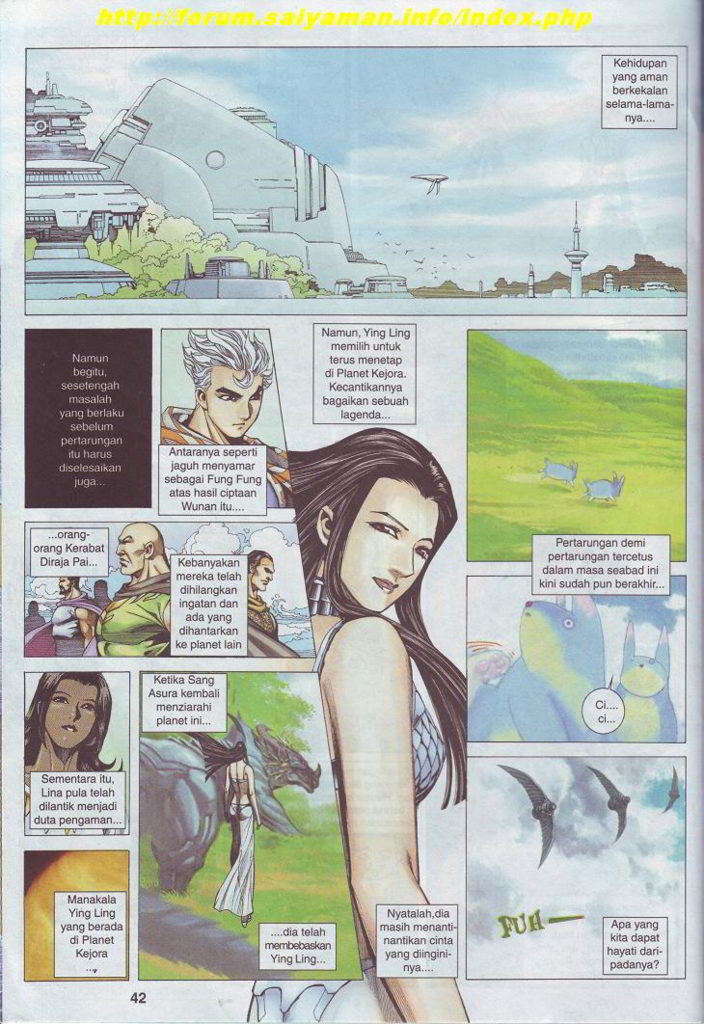 http://forum.saiyaman.info/index.php
Kehidupan
yang aman
berkekalan
selama-lama-
nya....
Namun
begitu,
sesetengah
masalah
yang berlaku
sebelum
pertarungan
itu harus
diselesaikan
juga...
Antaranya seperti
jaguh menyamar
sebagai Fung Fung
atas hasil ciptaan
Wunan itu....
Namun, Ying Ling
memilih untuk
terus menetap
di Planet Kejora.
Kecantikannya
bagaikan sebuah
lagenda...
Pertarungan demi
pertarungan tercetus
dalam masa seabad ini
kini sudah pun berakhir...
...orang-
orang Kerabat
Diraja Pai...
Kebanyakan
mereka telah
dihilangkan
ingatan dan
ada yang
dihantarkan
ke planet lain
Ci....
ci...
Sementara itu,
Lina pula telah
dilantik menjadi
duta pengaman...
Ketika Sang
Asura kembali
menziarahi
planet ini...
Manakala
Ying Ling
yang berada
di Planet
Kejora
...
....dia telah
membebaskan
Ying Ling...
Nyatalah,dia
masih menanti-
nantikan cinta
yang diingini-
nya....
FUH—
Apa yang
kita dapat
hayati dari-
padanya?
42